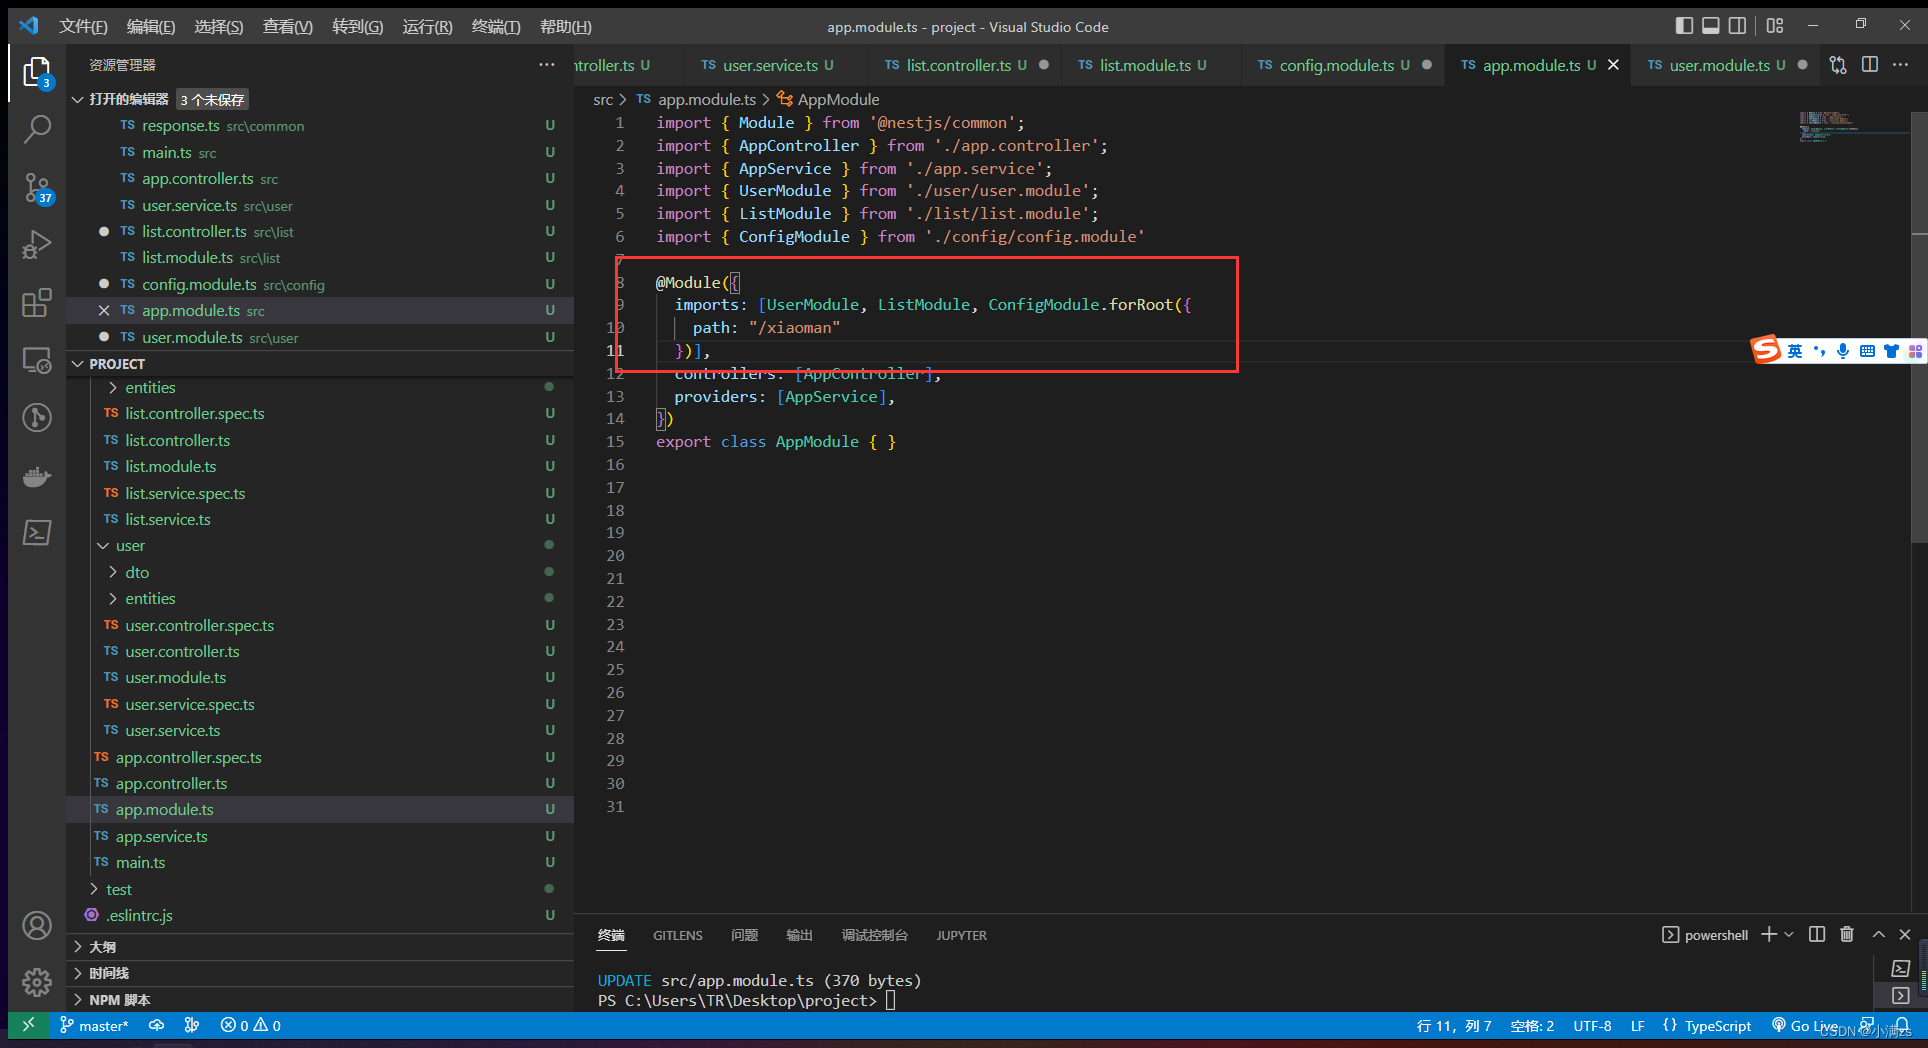 文件(F) 编辑(E) 选择(S) 查看(V) 转到(G) 运行(R) 终端(T) 帮助(H) app.module.ts - project - Visual Studio Code
资源管理器 ···
ntroller.ts U TS user.service.ts U TS list.controller.ts U TS list.module.ts U TS config.module.ts U TS app.module.ts U TS user.module.ts U ···
3
打开的编辑器 3 个未保存
TS response.ts src\common U
TS main.ts src U
TS app.controller.ts src U
TS user.service.ts src\user U
37
TS list.controller.ts src\list U
TS list.module.ts src\list U
TS config.module.ts src\config U
TS app.module.ts src U
TS user.module.ts src\user U
PROJECT
entities
TS list.controller.spec.ts U
TS list.controller.ts U
TS list.module.ts U
TS list.service.spec.ts U
TS list.service.ts U
user
dto
entities
TS user.controller.spec.ts U
TS user.controller.ts U
TS user.module.ts U
TS user.service.spec.ts U
TS user.service.ts U
TS app.controller.spec.ts U
TS app.controller.ts U
TS app.module.ts U
TS app.service.ts U
TS main.ts U
test
.eslintrc.js U
大纲
时间线
NPM 脚本
src > TS app.module.ts > AppModule
1 import { Module } from '@nestjs/common';
2 import { AppController } from './app.controller';
3 import { AppService } from './app.service';
4 import { UserModule } from './user/user.module';
5 import { ListModule } from './list/list.module';
6 import { ConfigModule } from './config/config.module'
7
8 @Module({
9 imports: [UserModule, ListModule, ConfigModule.forRoot({
10 path: "/xiaoman"
11 })],
12 controllers: [AppController],
13 providers: [AppService],
14 })
15 export class AppModule { }
16
17
18
19
20
21
22
23
24
25
26
27
28
29
30
31
S 英
终端 GITLENS 问题 输出 调试控制台 JUPYTER powershell
UPDATE src/app.module.ts (370 bytes)
PS C:\Users\TR\Desktop\project>
master* 0 0 行 11，列 7 空格: 2 UTF-8 LF { } TypeScript Go Live
CSDN @小满zs